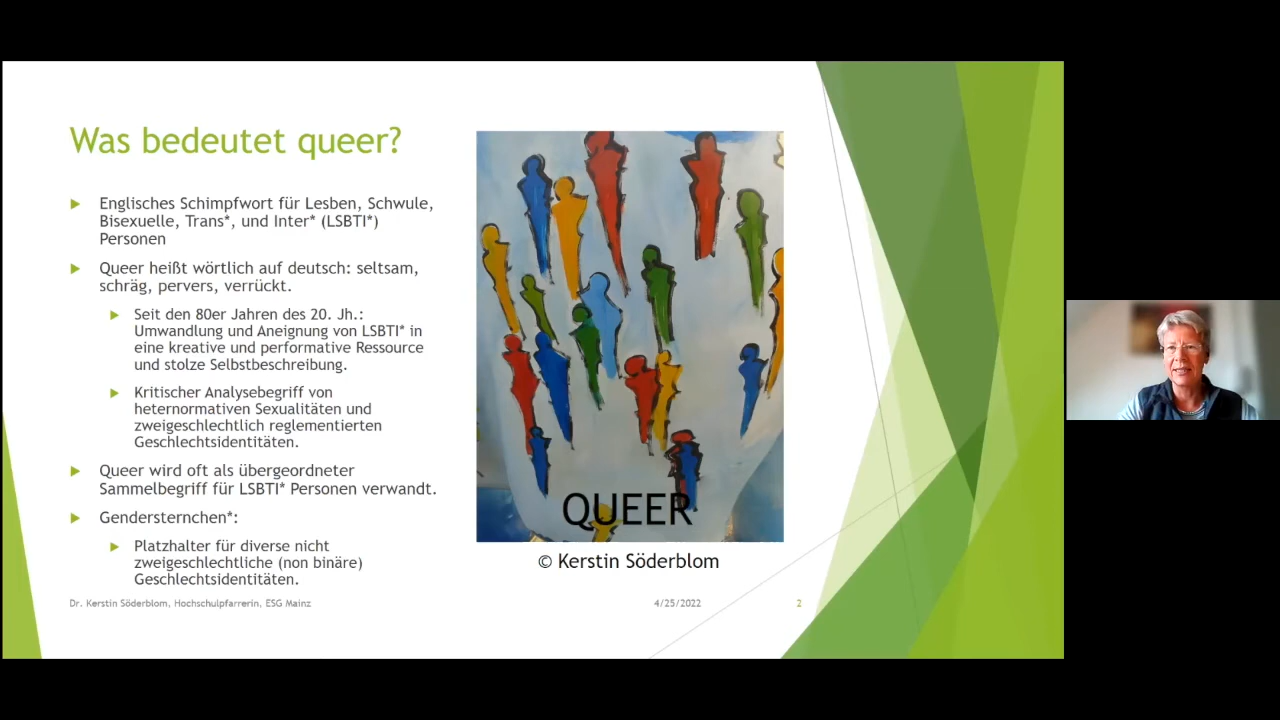 Was bedeutet queer?
Englisches Schimpfwort für Lesben, Schwule,
Bisexuelle, Trans*, und Inter* (LSBTI*)
Personen
Queer heißt wörtlich auf deutsch: seltsam,
schräg, pervers, verrückt.
Seit den 80er Jahren des 20. Jh.:
Umwandlung und Aneignung von LSBTI* in
eine kreative und performative Ressource
und stolze Selbstbeschreibung.
Kritischer Analysebegriff von
heternormativen Sexualitäten und
zweigeschlechtlich reglementierten
Geschlechtsidentitäten.
Queer wird oft als übergeordneter
Sammelbegriff für LSBTI* Personen verwandt.
Gendersternchen*:
Platzhalter für diverse nicht
zweigeschlechtliche (non binäre)
Geschlechtsidentitäten.
QUEER
© Kerstin Söderblom
Dr. Kerstin Söderblom, Hochschulpfarrerin, ESG Mainz
4/25/2022
2